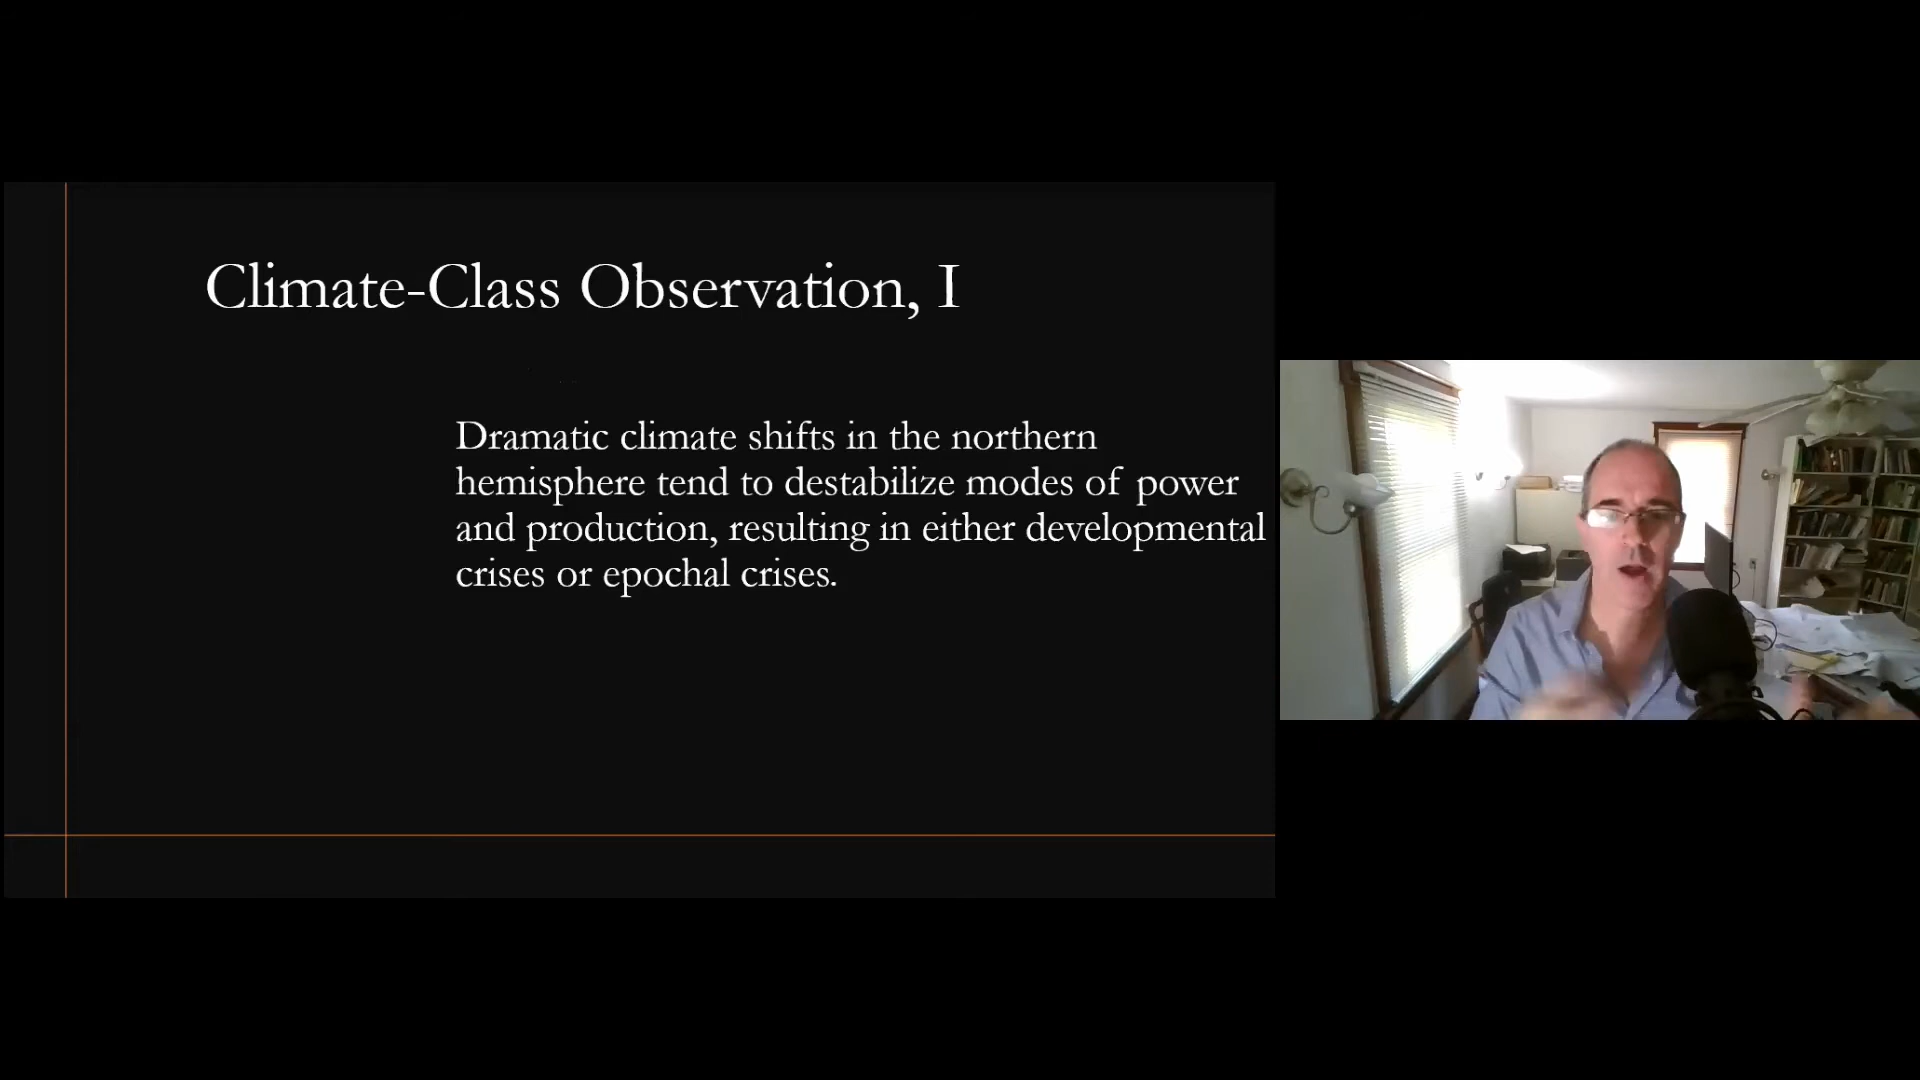 Climate-Class Observation, I
Dramatic climate shifts in the northern
hemisphere tend to destabilize modes of power
and production, resulting in either developmental
crises or epochal crises.